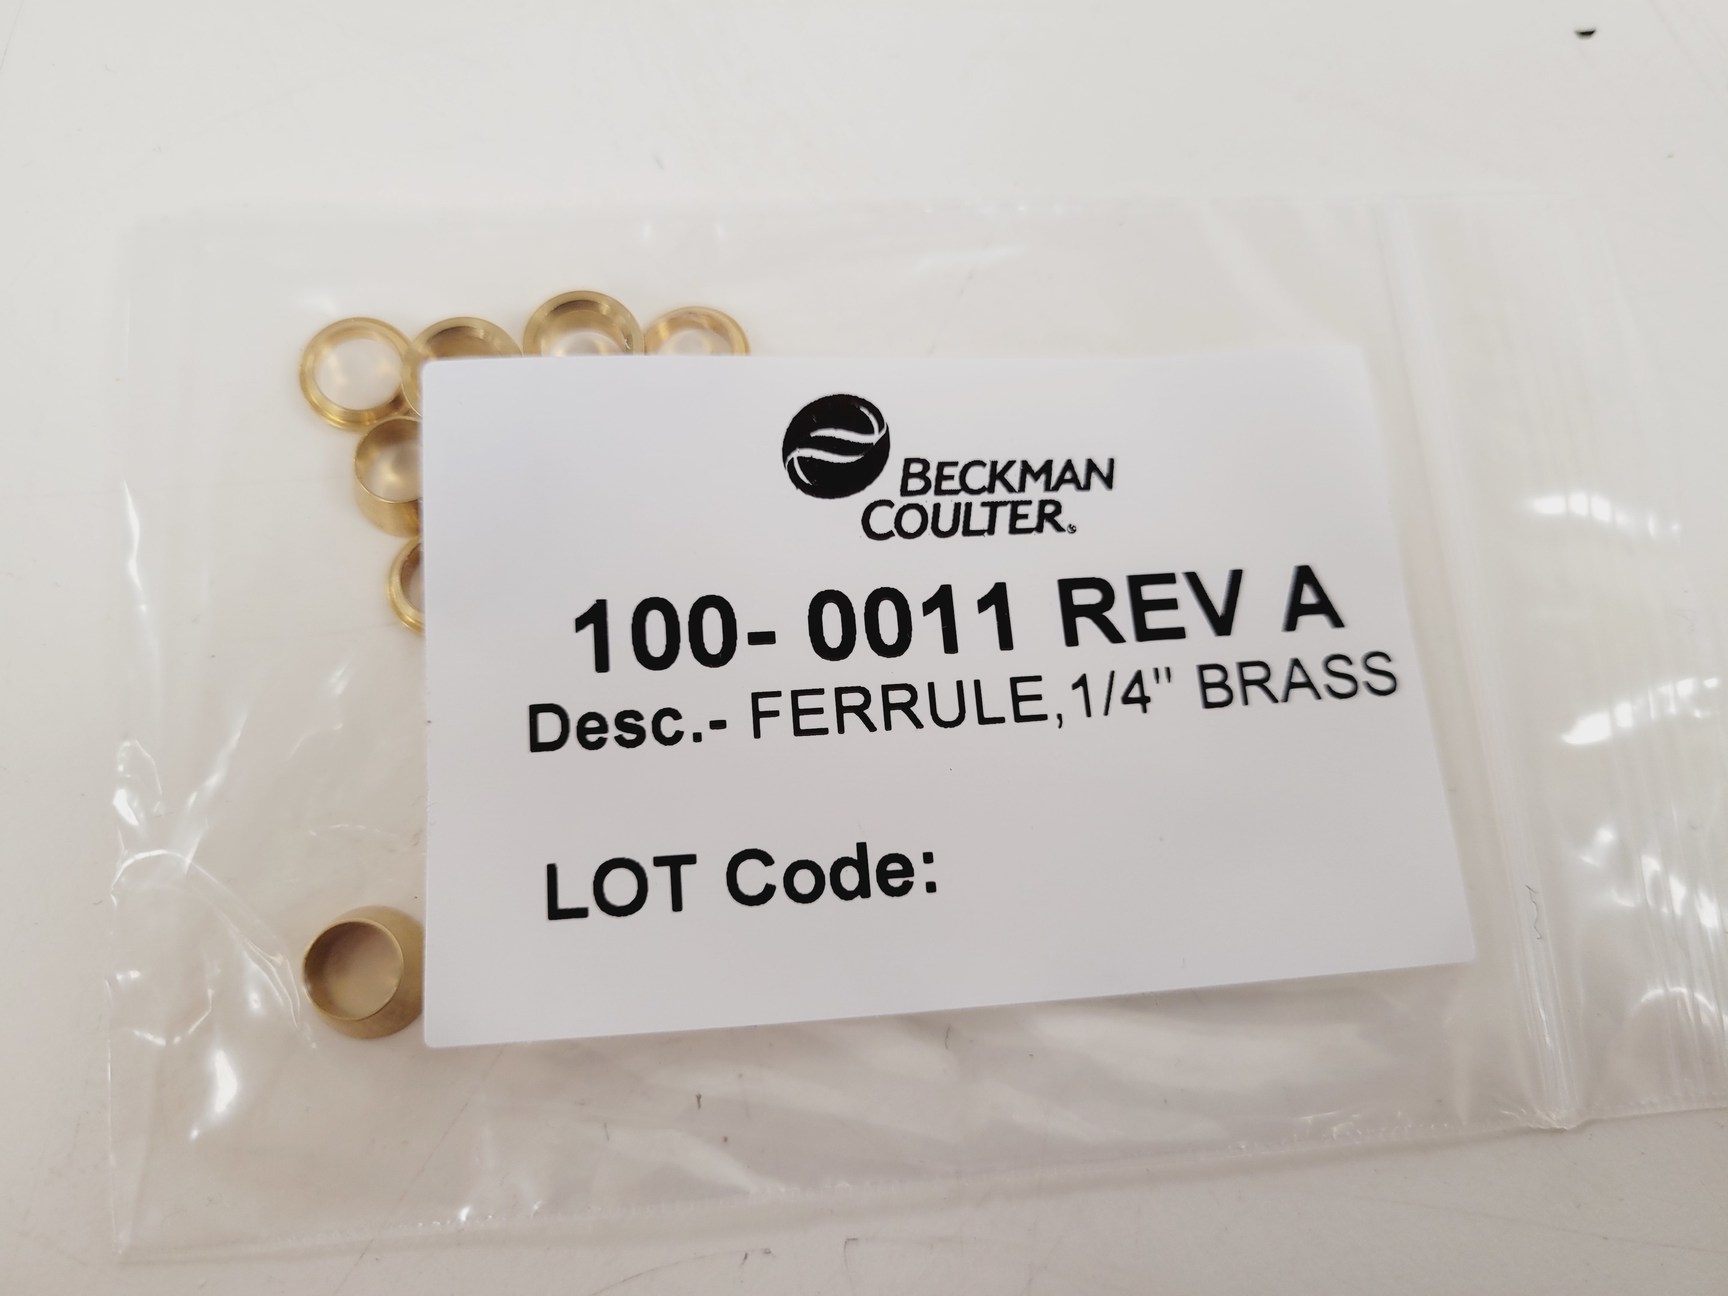 BECKMAN
COULTER®
100- 0011 REV A
Desc.- FERRULE,1/4" BRASS
LOT Code: